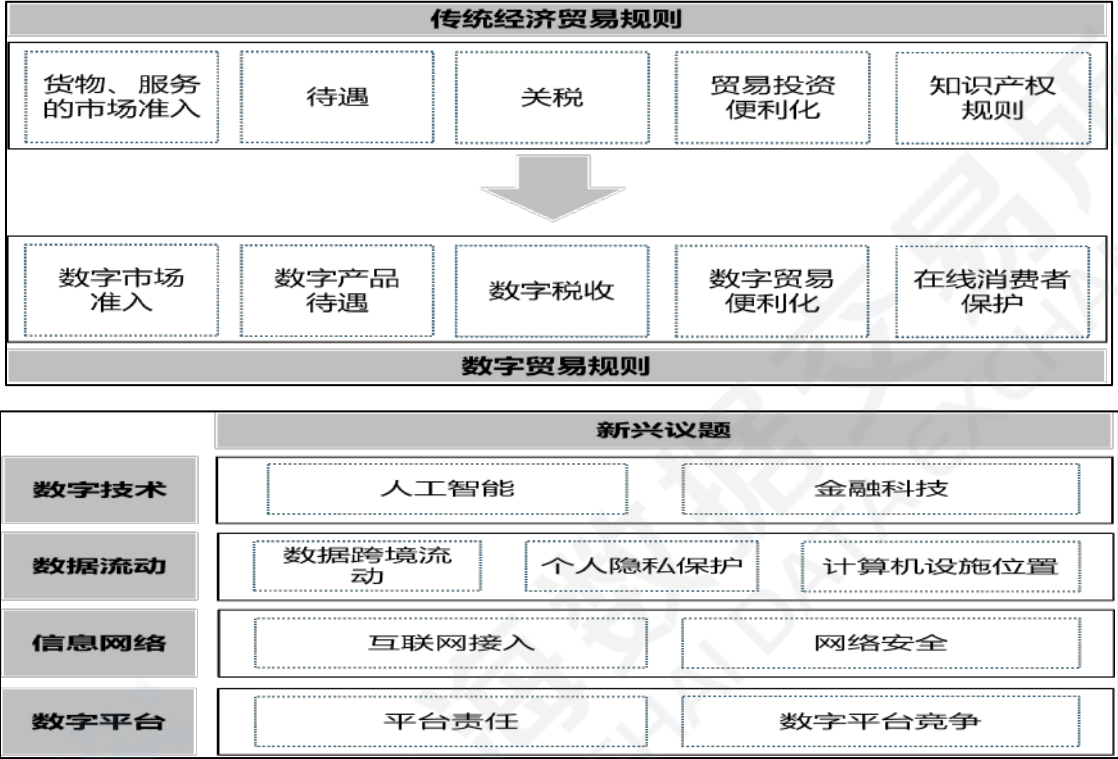 传统经济贸易规则
货物、服务
的市场准入
待遇
关税
贸易投资
便利化
知识产权
规则
数字市场
准入
数字产品
待遇
数字税收
数字贸易
便利化
在线消费者
保护
数字贸易规则
新兴议题
数字技术
人工智能
金融科技
数据流动
数据跨境流
动
个人隐私保护
计算机设施位置
信息网络
互联网接入
网络安全
数字平台
平台责任
数字平台竞争